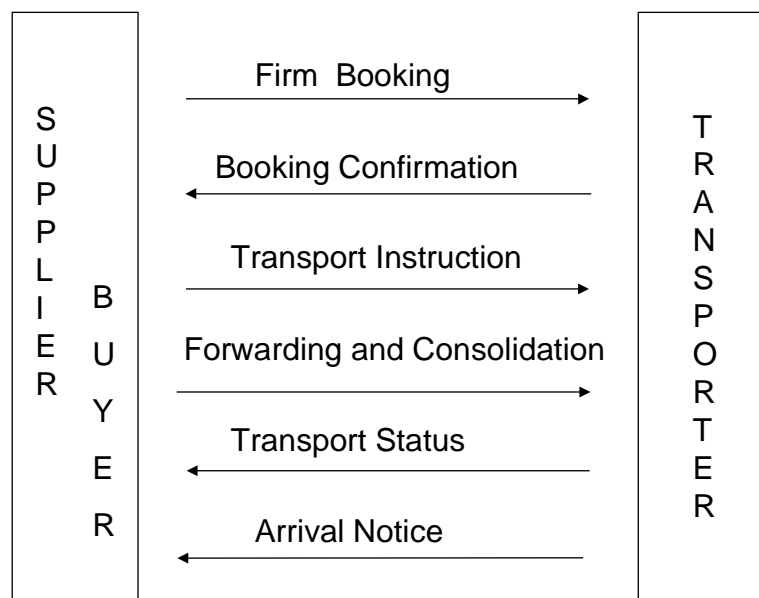 SUPPLIER
BUYER
Firm Booking
Booking Confirmation
Transport Instruction
Forwarding and Consolidation
Transport Status
Arrival Notice
TRANSPORTER